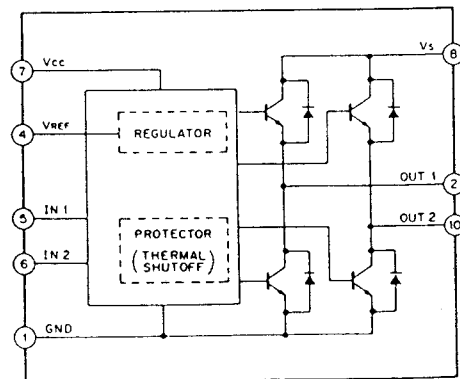 7 Vcc
Vs 8
4 VREF
REGULATOR
OUT 1 2
5 IN 1
OUT 2 10
6 IN 2
PROTECTOR
(THERMAL
SHUTOFF)
1 GND